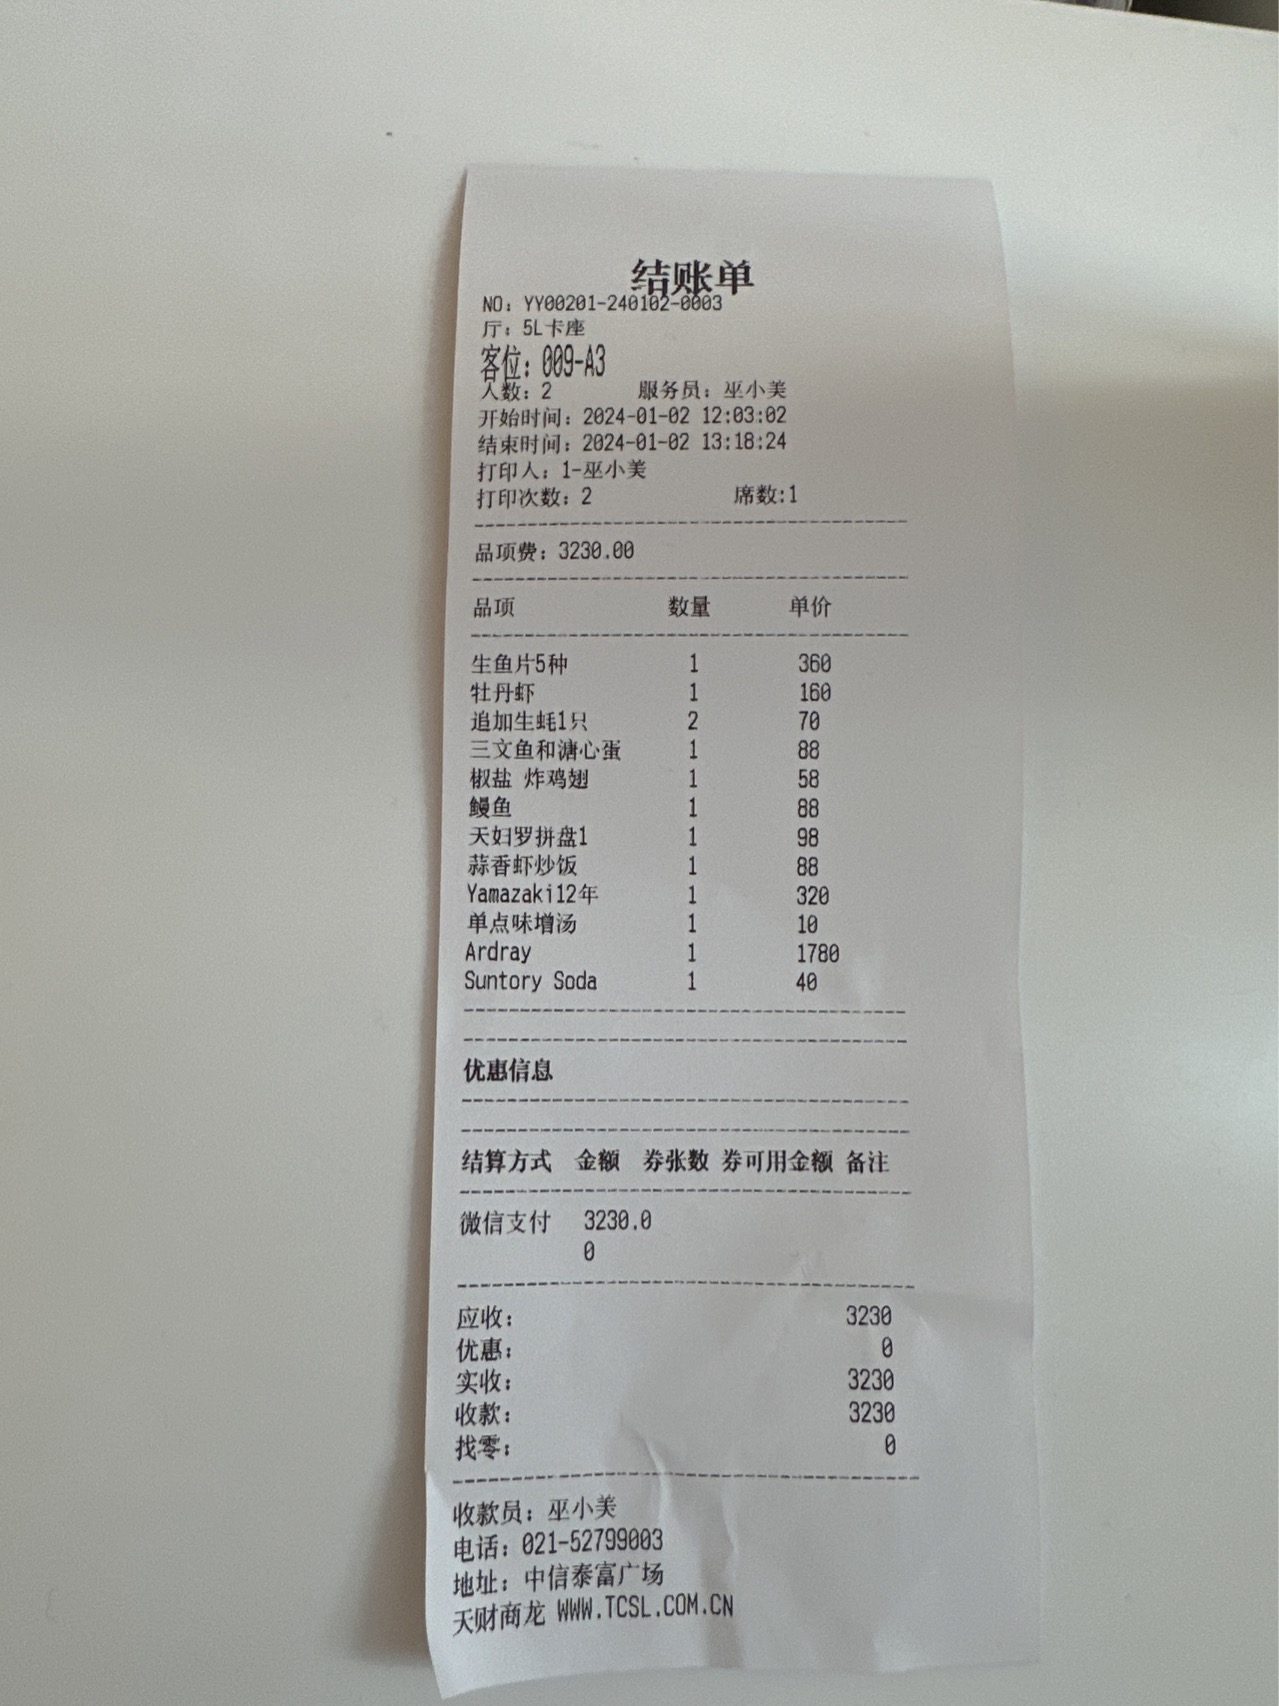 结账单
NO: YY00201-240102-0003
厅: 5L卡座
客位: 009-A3
人数: 2 服务员: 巫小美
开始时间: 2024-01-02 12:03:02
结束时间: 2024-01-02 13:18:24
打印人: 1-巫小美
打印次数: 2 席数:1
品项费: 3230.00
品项 数量 单价
生鱼片5种 1 360
牡丹虾 1 160
追加生蚝1只 2 70
三文鱼和溏心蛋 1 88
椒盐 炸鸡翅 1 58
鳗鱼 1 88
天妇罗拼盘1 1 98
蒜香虾炒饭 1 88
Yamazaki12年 1 320
单点味增汤 1 10
Ardray 1 1780
Suntory Soda 1 40
优惠信息
结算方式 金额 券张数 券可用金额 备注
微信支付 3230.0
0
应收: 3230
优惠: 0
实收: 3230
收款: 3230
找零: 0
收款员: 巫小美
电话: 021-52799003
地址: 中信泰富广场
天财商龙 WWW.TCSL.COM.CN